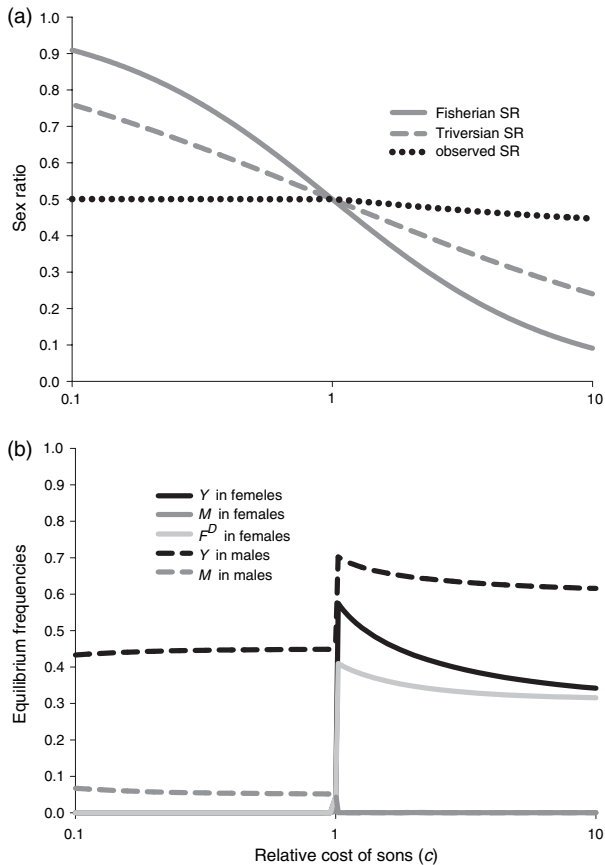 (a)
1.0
0.9
0.8
0.7
0.6
0.5
0.4
0.3
0.2
0.1
0.0
Sex ratio
Fisherian SR
Triversian SR
observed SR
0.1
1
10
(b)
1.0
0.9
0.8
0.7
0.6
0.5
0.4
0.3
0.2
0.1
0.0
Equilibrium frequencies
Y in femeles
M in females
F^D in females
Y in males
M in males
0.1
1
10
Relative cost of sons (c)